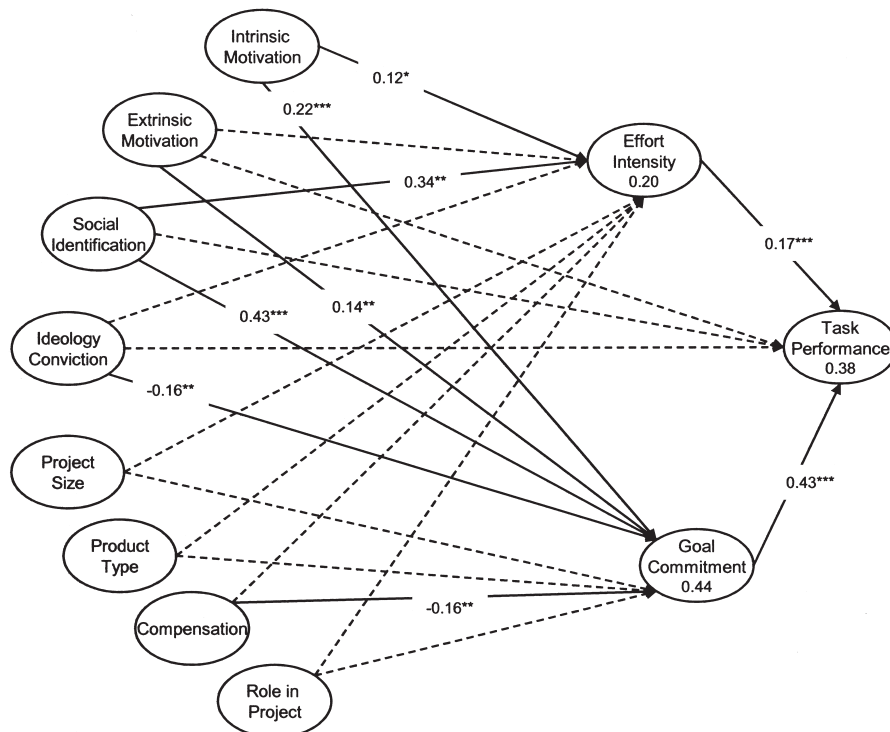 Intrinsic
Motivation
0.12*
0.22***
Extrinsic
Motivation
Effort
Intensity
0.20
0.34**
Social
Identification
0.17***
0.43***
0.14**
Ideology
Conviction
Task
Performance
0.38
-0.16**
Project
Size
0.43***
Product
Type
Goal
Commitment
0.44
-0.16**
Compensation
Role in
Project